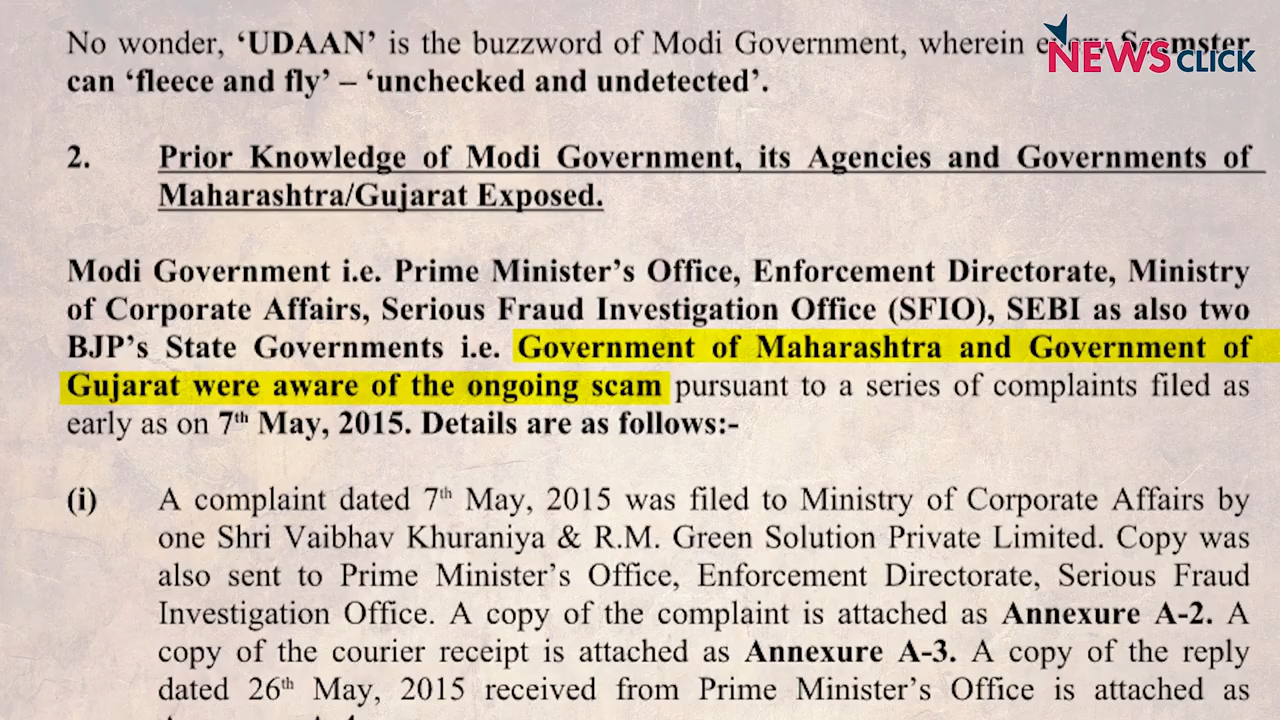 No wonder, ‘UDAAN’ is the buzzword of Modi Government, wherein every Scamster
NEWSCLICK
can ‘fleece and fly’ – ‘unchecked and undetected’.
2. Prior Knowledge of Modi Government, its Agencies and Governments of
Maharashtra/Gujarat Exposed.
Modi Government i.e. Prime Minister’s Office, Enforcement Directorate, Ministry
of Corporate Affairs, Serious Fraud Investigation Office (SFIO), SEBI as also two
BJP’s State Governments i.e. Government of Maharashtra and Government of
Gujarat were aware of the ongoing scam pursuant to a series of complaints filed as
early as on 7th May, 2015. Details are as follows:-
(i) A complaint dated 7th May, 2015 was filed to Ministry of Corporate Affairs by
one Shri Vaibhav Khuraniya & R.M. Green Solution Private Limited. Copy was
also sent to Prime Minister’s Office, Enforcement Directorate, Serious Fraud
Investigation Office. A copy of the complaint is attached as Annexure A-2. A
copy of the courier receipt is attached as Annexure A-3. A copy of the reply
dated 26th May, 2015 received from Prime Minister’s Office is attached as